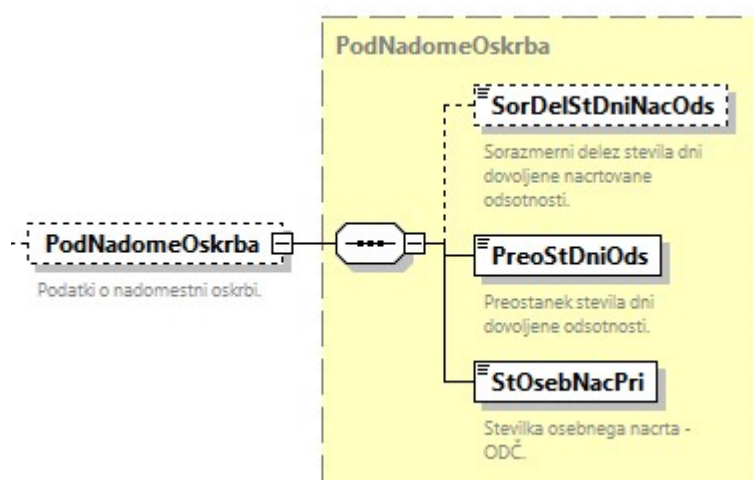 PodNadomeOskrba
SorDelStDniNacOds
Sorazmerni delez stevila dni
dovoljene nacrtovane
odsotnosti.
PodNadomeOskrba
Podatki o nadomestni oskrbi.
PreoStDniOds
Preostanek stevila dni
dovoljene odsotnosti.
StOsebNacPri
Stevilka osebnega nacrta -
ODČ.